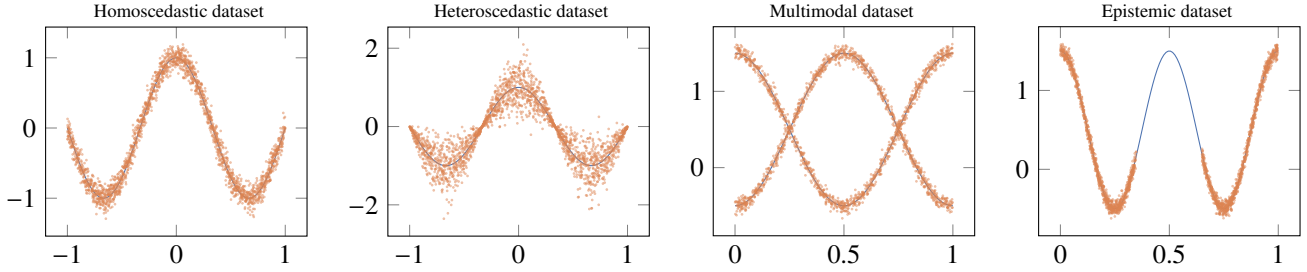 Homoscedastic dataset
1
0
−1
−1 0 1
Heteroscedastic dataset
2
0
−2
−1 0 1
Multimodal dataset
1
0
0 0.5 1
Epistemic dataset
1
0
0 0.5 1